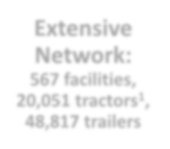 Extensive
Network:
567 facilities,
20,051 tractors¹,
48,817 trailers